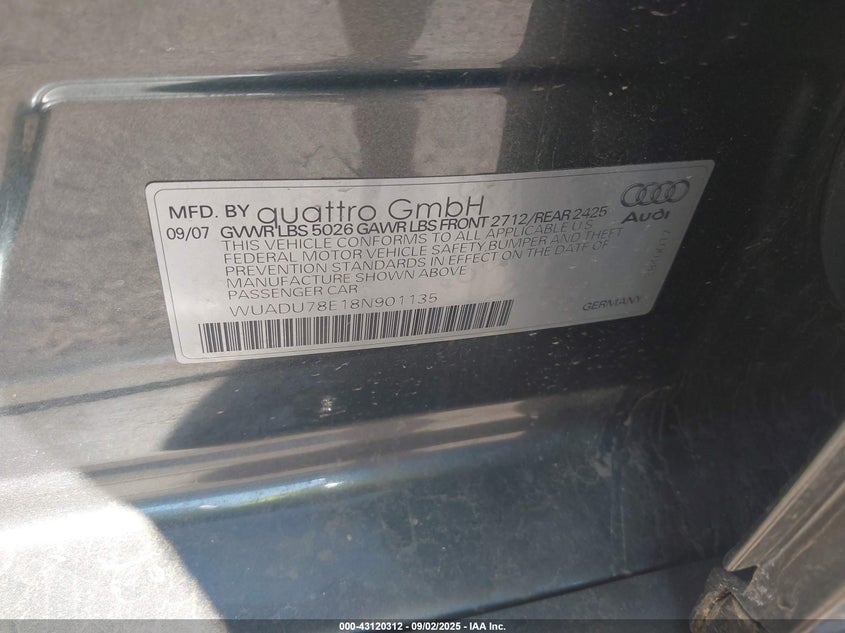 MFD. BY quattro GmbH
Audi
09/07 GVWR LBS 5026 GAWR LBS FRONT 2712/REAR 2425
THIS VEHICLE CONFORMS TO ALL APPLICABLE U.S.
FEDERAL MOTOR VEHICLE SAFETY, BUMPER AND THEFT
PREVENTION STANDARDS IN EFFECT ON THE DATE OF
MANUFACTURE SHOWN ABOVE
PASSENGER CAR
WUADU78E18N901135
GERMANY
000-43120312 - 09/02/2025 - IAA Inc.